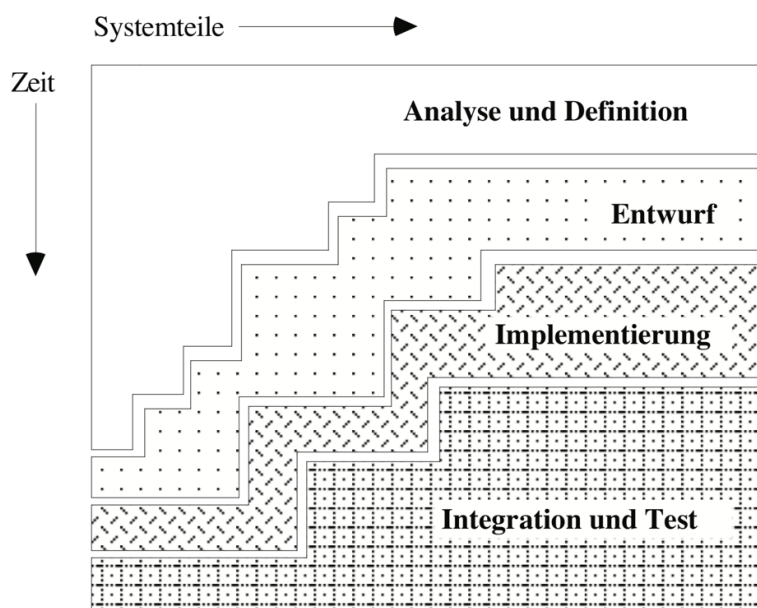 Systemteile
Zeit
Analyse und Definition
Entwurf
Implementierung
Integration und Test